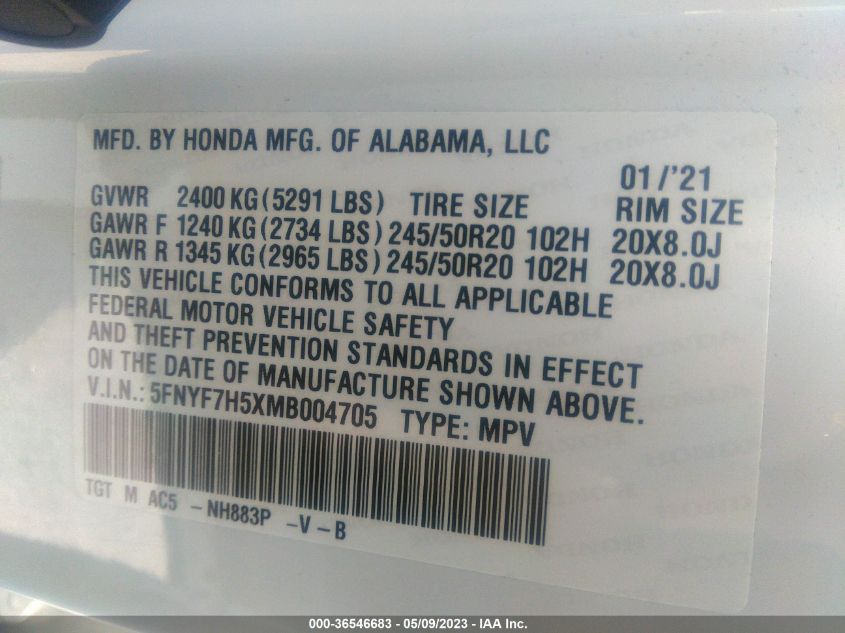 MFD. BY HONDA MFG. OF ALABAMA, LLC
01/'21
GVWR 2400 KG (5291 LBS) TIRE SIZE RIM SIZE
GAWR F 1240 KG (2734 LBS) 245/50R20 102H 20X8.0J
GAWR R 1345 KG (2965 LBS) 245/50R20 102H 20X8.0J
THIS VEHICLE CONFORMS TO ALL APPLICABLE
FEDERAL MOTOR VEHICLE SAFETY
AND THEFT PREVENTION STANDARDS IN EFFECT
ON THE DATE OF MANUFACTURE SHOWN ABOVE.
V.I.N.: 5FNYF7H5XMB004705 TYPE: MPV
TGT M AC5 -NH883P -V-B
000-36546683 - 05/09/2023 - IAA Inc.